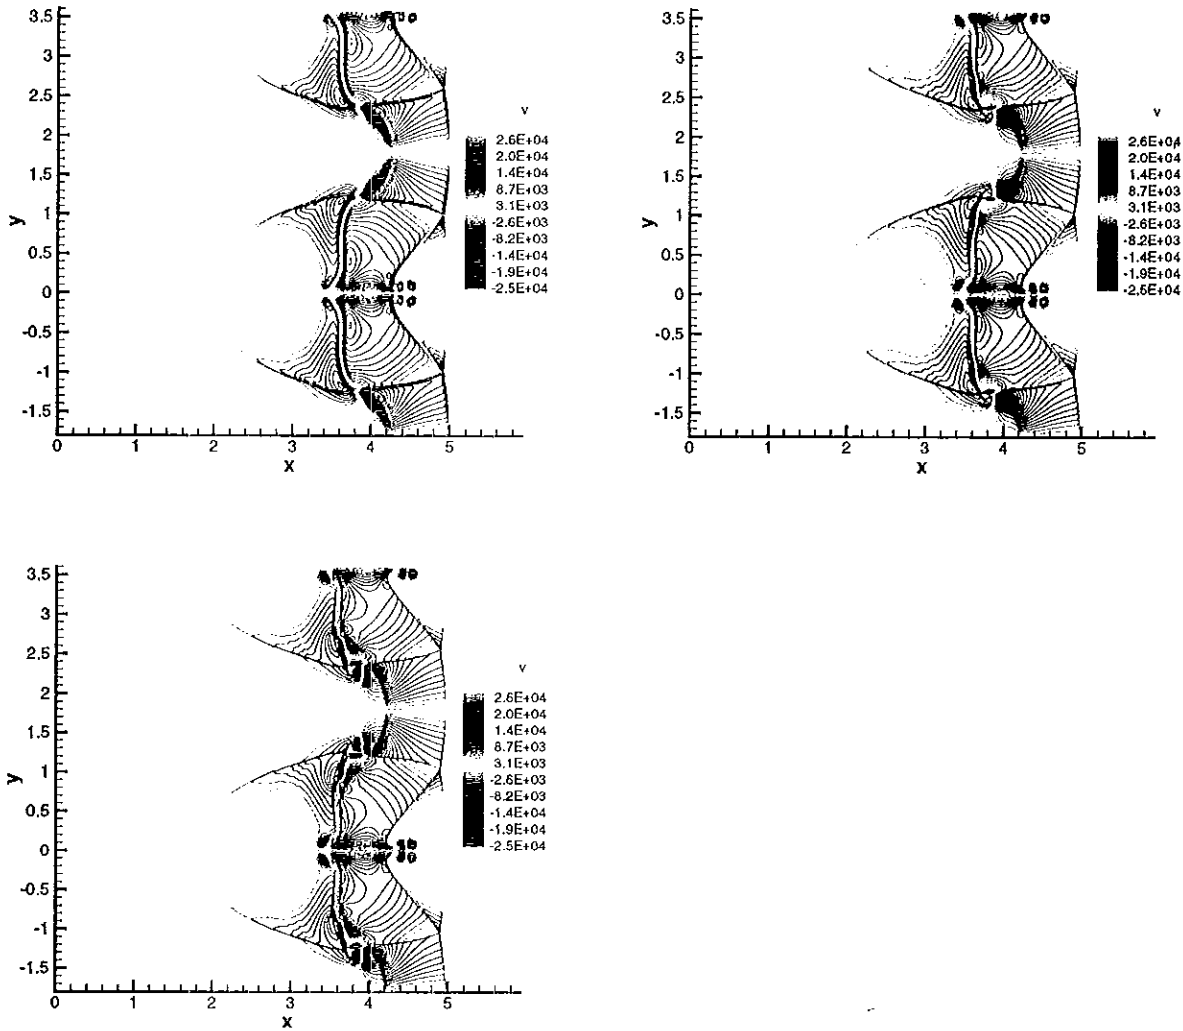 3.5
3
2.5
2
1.5
1
0.5
0
-0.5
-1
-1.5
y
0
1
2
3
4
5
x
v
2.6E+04
2.0E+04
1.4E+04
8.7E+03
3.1E+03
-2.6E+03
-8.2E+03
-1.4E+04
-1.9E+04
-2.5E+04
3.5
3
2.5
2
1.5
1
0.5
0
-0.5
-1
-1.5
y
0
1
2
3
4
5
x
v
2.6E+04
2.0E+04
1.4E+04
8.7E+03
3.1E+03
-2.6E+03
-8.2E+03
-1.4E+04
-1.9E+04
-2.5E+04
3.5
3
2.5
2
1.5
1
0.5
0
-0.5
-1
-1.5
y
0
1
2
3
4
5
x
v
2.6E+04
2.0E+04
1.4E+04
8.7E+03
3.1E+03
-2.6E+03
-8.2E+03
-1.4E+04
-1.9E+04
-2.5E+04